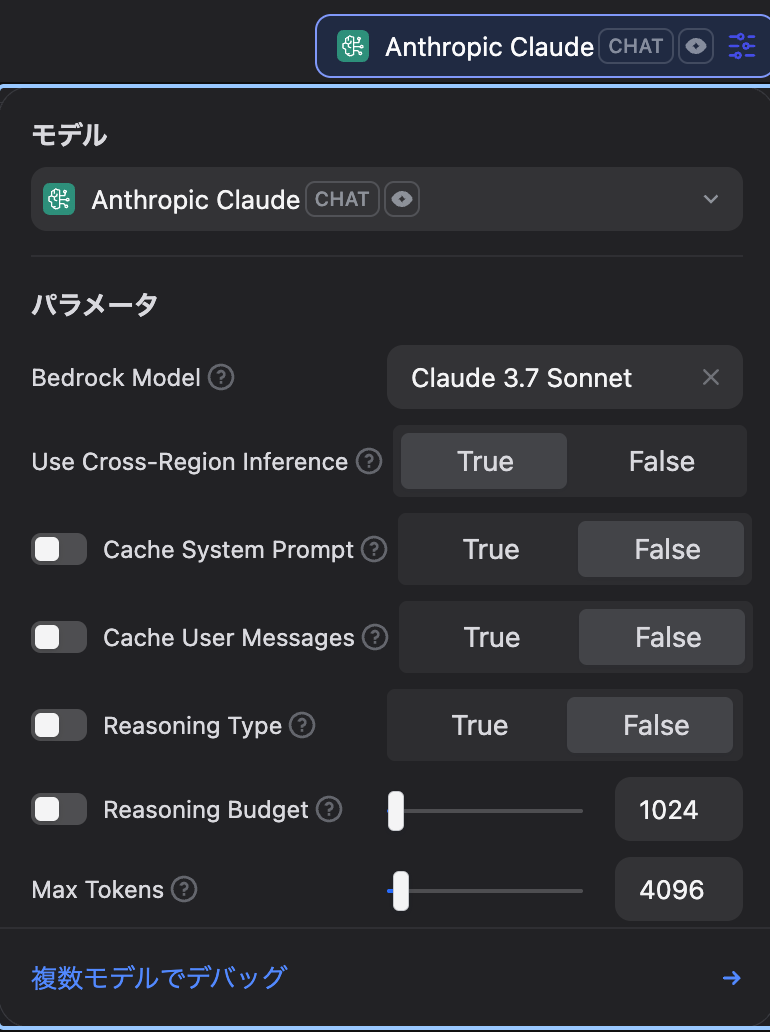 Anthropic Claude CHAT
モデル
Anthropic Claude CHAT
パラメータ
Bedrock Model ? Claude 3.7 Sonnet
Use Cross-Region Inference ? True False
Cache System Prompt ? True False
Cache User Messages ? True False
Reasoning Type ? True False
Reasoning Budget ? 1024
Max Tokens ? 4096
複数モデルでデバッグ